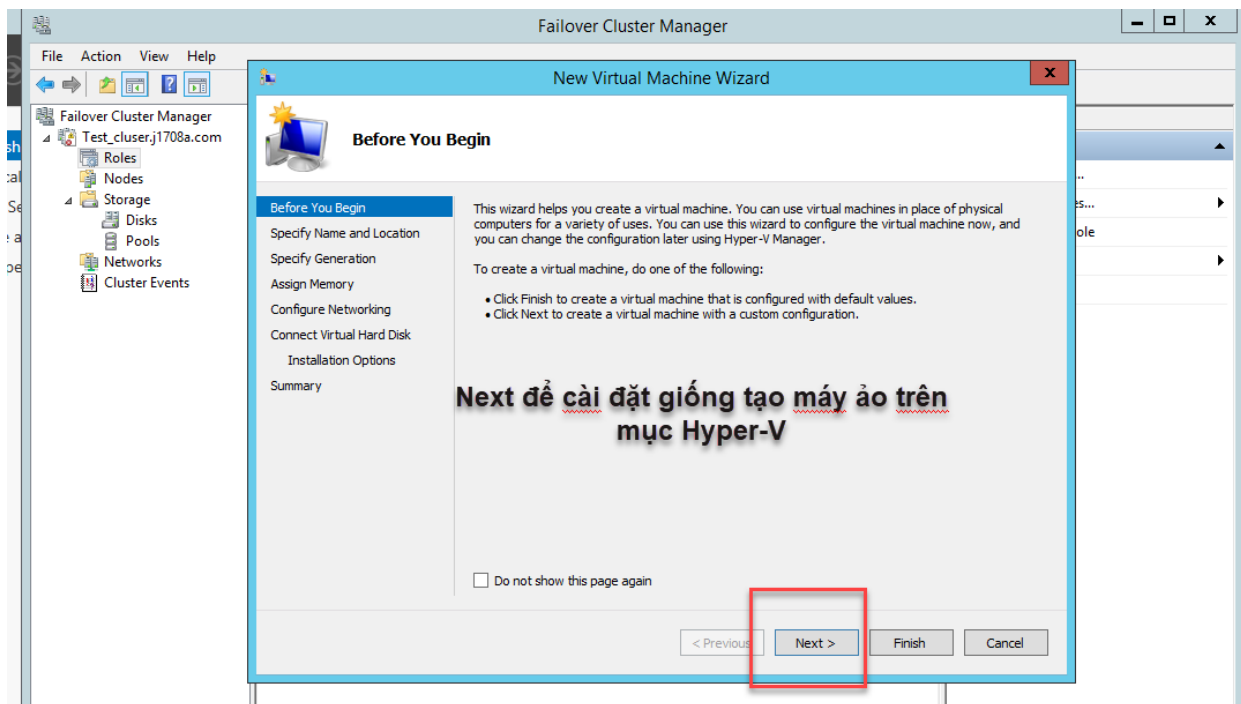 Failover Cluster Manager
File Action View Help
Failover Cluster Manager
Test_cluser.j1708a.com
Roles
Nodes
Storage
Disks
Pools
Networks
Cluster Events
New Virtual Machine Wizard
X
Before You Begin
Before You Begin
Specify Name and Location
Specify Generation
Assign Memory
Configure Networking
Connect Virtual Hard Disk
Installation Options
Summary
This wizard helps you create a virtual machine. You can use virtual machines in place of physical
computers for a variety of uses. You can use this wizard to configure the virtual machine now, and
you can change the configuration later using Hyper-V Manager.
To create a virtual machine, do one of the following:
• Click Finish to create a virtual machine that is configured with default values.
• Click Next to create a virtual machine with a custom configuration.
Next để cài đặt giống tạo máy ảo trên
mục Hyper-V
Do not show this page again
< Previous Next > Finish Cancel